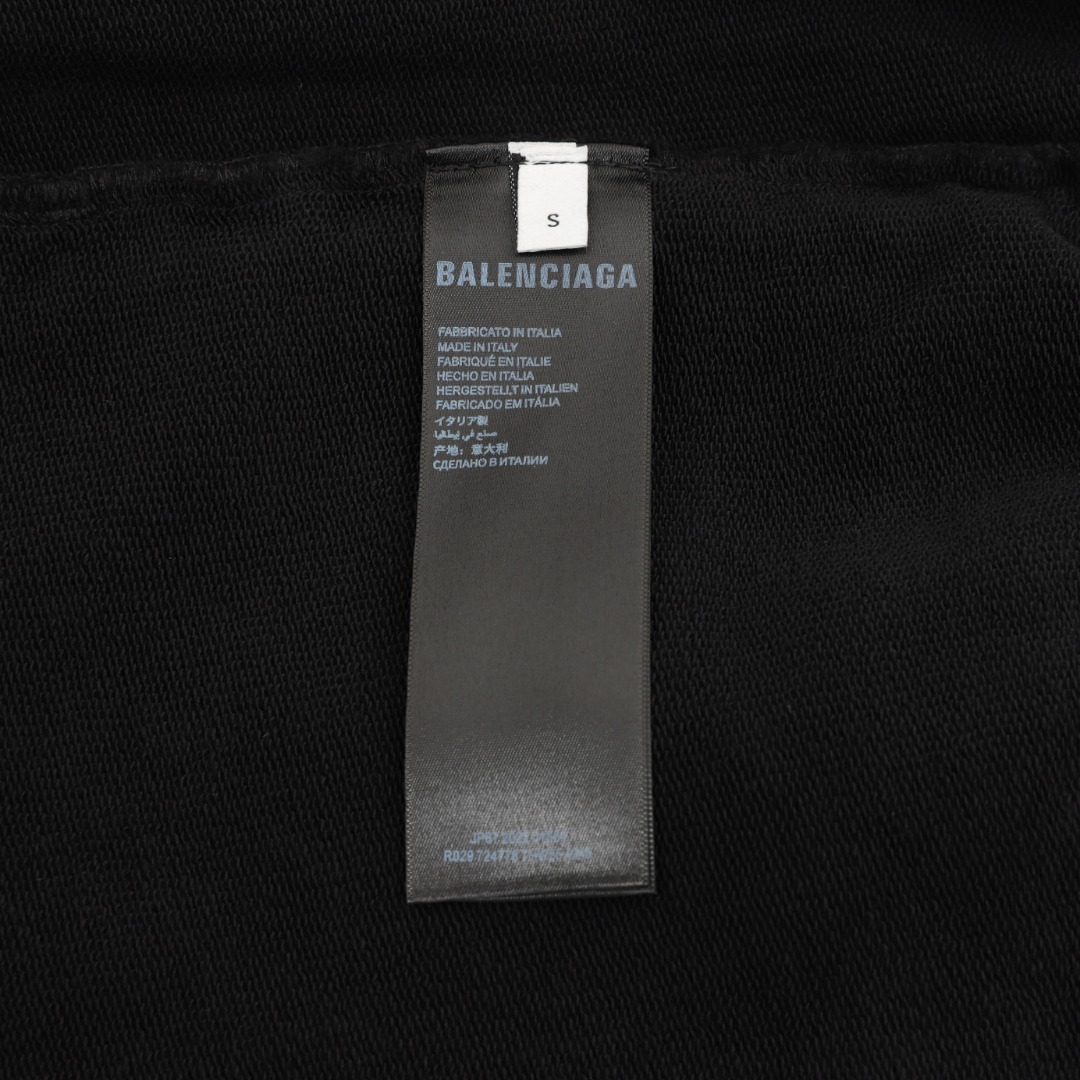 S
BALENCIAGA
FABBRICATO IN ITALIA
MADE IN ITALY
FABRIQUÉ EN ITALIE
HECHO EN ITALIA
HERGESTELLT IN ITALIEN
FABRICADO EM ITÁLIA
イタリア製
صنع في إيطاليا
产地：意大利
СДЕЛАНО В ИТАЛИИ